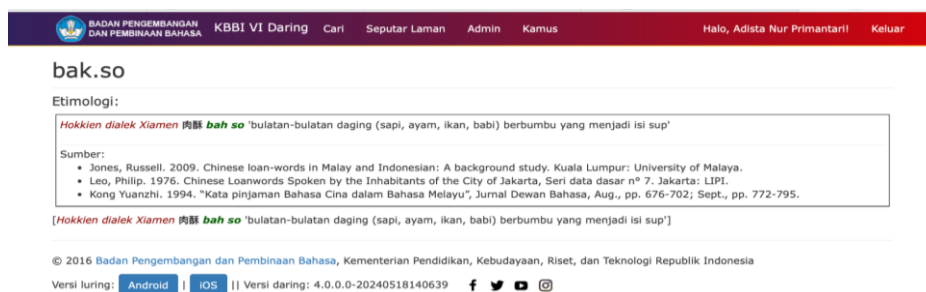 BADAN PENGEMBANGAN
DAN PEMBINAAN BAHASA
KBBI VI Daring Cari Seputar Laman Admin Kamus Halo, Adista Nur Primantari! Keluar
bak.so
Etimologi:
Hokkien dialek Xiamen 肉酥 bah so 'bulatan-bulatan daging (sapi, ayam, ikan, babi) berbumbu yang menjadi isi sup'
Sumber:
• Jones, Russell. 2009. Chinese loan-words in Malay and Indonesian: A background study. Kuala Lumpur: University of Malaya.
• Leo, Philip. 1976. Chinese Loanwords Spoken by the Inhabitants of the City of Jakarta, Seri data dasar n° 7. Jakarta: LIPI.
• Kong Yuanzhi. 1994. "Kata pinjaman Bahasa Cina dalam Bahasa Melayu", Jurnal Dewan Bahasa, Aug., pp. 676-702; Sept., pp. 772-795.
[Hokkien dialek Xiamen 肉酥 bah so 'bulatan-bulatan daging (sapi, ayam, ikan, babi) berbumbu yang menjadi isi sup']
© 2016 Badan Pengembangan dan Pembinaan Bahasa, Kementerian Pendidikan, Kebudayaan, Riset, dan Teknologi Republik Indonesia
Versi luring: Android | iOS || Versi daring: 4.0.0.0-20240518140639